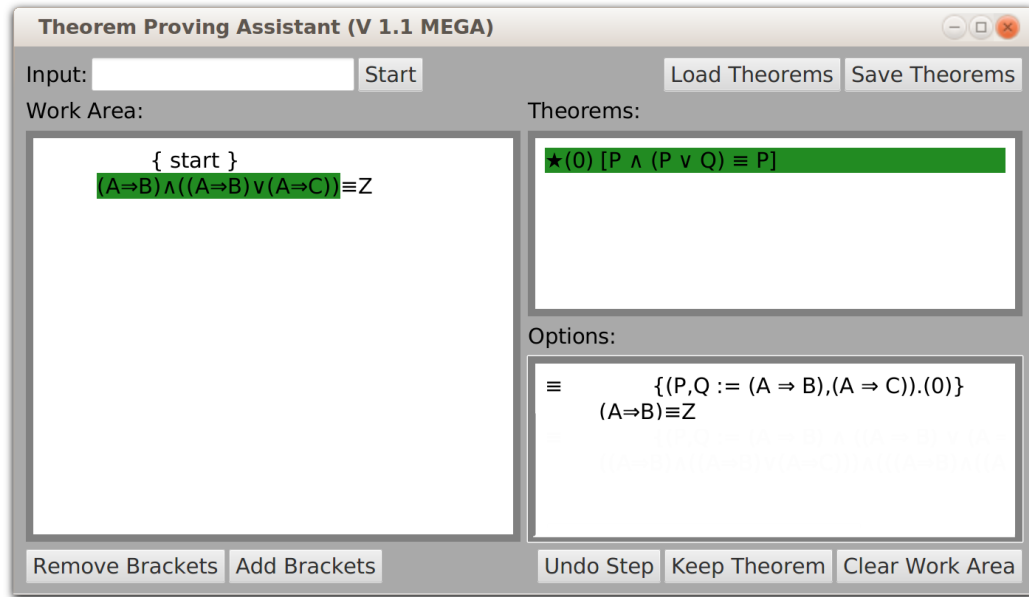 Theorem Proving Assistant (V 1.1 MEGA)
Input: Start Load Theorems Save Theorems
Work Area:
{ start }
(A⇒B)∧((A⇒B)∨(A⇒C))≡Z
Theorems:
★(0) [P ∧ (P ∨ Q) ≡ P]
Options:
≡ {(P,Q := (A ⇒ B),(A ⇒ C)).(0)}
(A⇒B)≡Z
Remove Brackets Add Brackets Undo Step Keep Theorem Clear Work Area